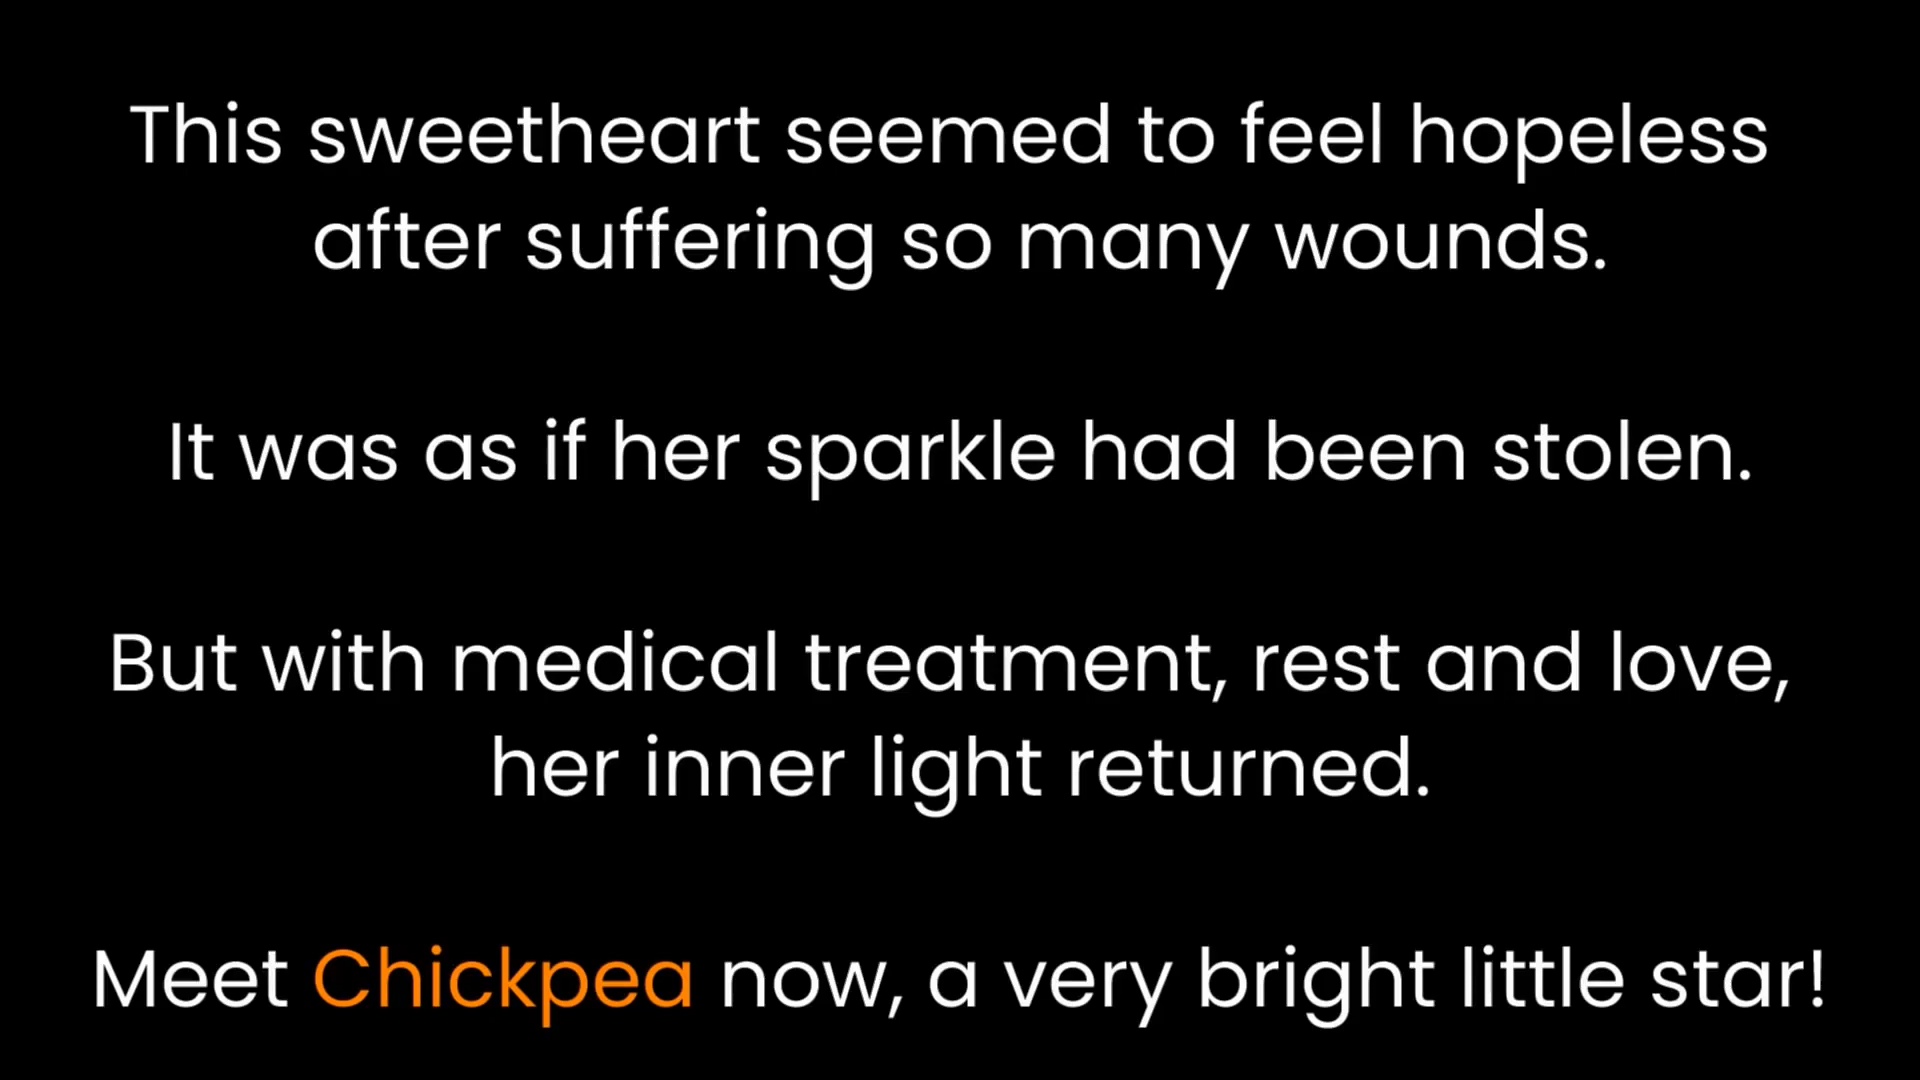 This sweetheart seemed to feel hopeless
after suffering so many wounds.
It was as if her sparkle had been stolen.
But with medical treatment, rest and love,
her inner light returned.
Meet Chickpea now, a very bright little star!